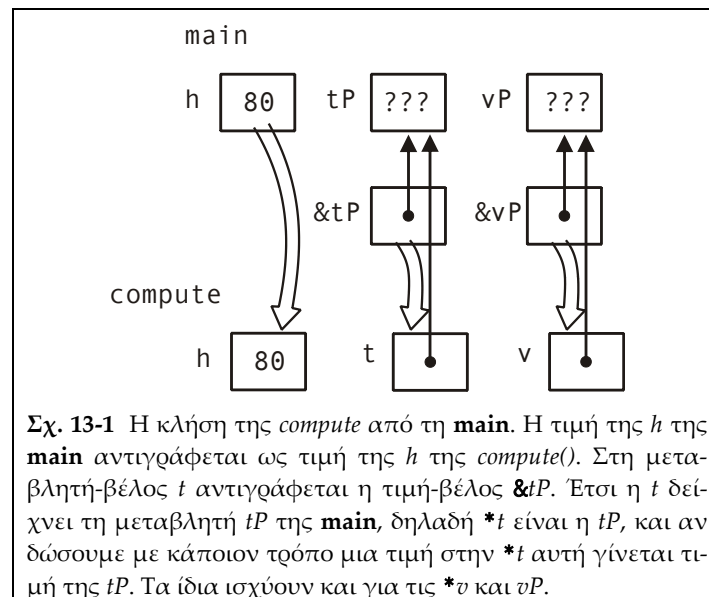 main
h 80 tP ??? vP ???
&tP &vP
compute
h 80 t v
Σχ. 13-1 Η κλήση της compute από τη main. Η τιμή της h της
main αντιγράφεται ως τιμή της h της compute(). Στη μετα-
βλητή-βέλος t αντιγράφεται η τιμή-βέλος &tP. Έτσι η t δεί-
χνει τη μεταβλητή tP της main, δηλαδή *t είναι η tP, και αν
δώσουμε με κάποιον τρόπο μια τιμή στην *t αυτή γίνεται τι-
μή της tP. Τα ίδια ισχύουν και για τις *v και vP.